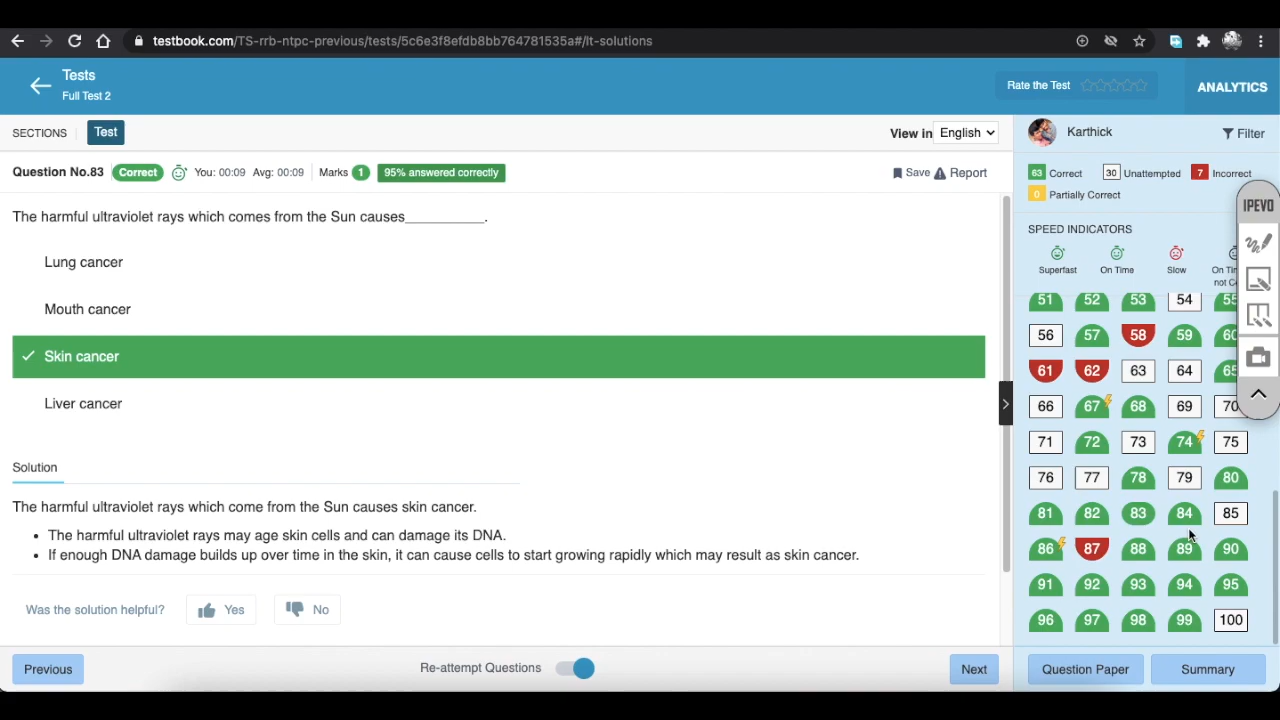 testbook.com/TS-rrb-ntpc-previous/tests/5c6e3f8efdb8bb764781535a#/lt-solutions
Tests
Full Test 2
Rate the Test
ANALYTICS
SECTIONS Test
View in English
Karthick
Filter
Question No.83 Correct You: 00:09 Avg: 00:09 Marks 1 95% answered correctly
Save Report
63 Correct 30 Unattempted 7 Incorrect
0 Partially Correct
IPEVO
The harmful ultraviolet rays which comes from the Sun causes__________.
Lung cancer
Mouth cancer
Skin cancer
Liver cancer
SPEED INDICATORS
Superfast On Time Slow
51 52 53 54 55
56 57 58 59 60
61 62 63 64 65
66 67 68 69 70
71 72 73 74 75
76 77 78 79 80
81 82 83 84 85
86 87 88 89 90
91 92 93 94 95
96 97 98 99 100
Solution
The harmful ultraviolet rays which come from the Sun causes skin cancer.
• The harmful ultraviolet rays may age skin cells and can damage its DNA.
• If enough DNA damage builds up over time in the skin, it can cause cells to start growing rapidly which may result as skin cancer.
Was the solution helpful? Yes No
Previous
Re-attempt Questions
Next
Question Paper
Summary